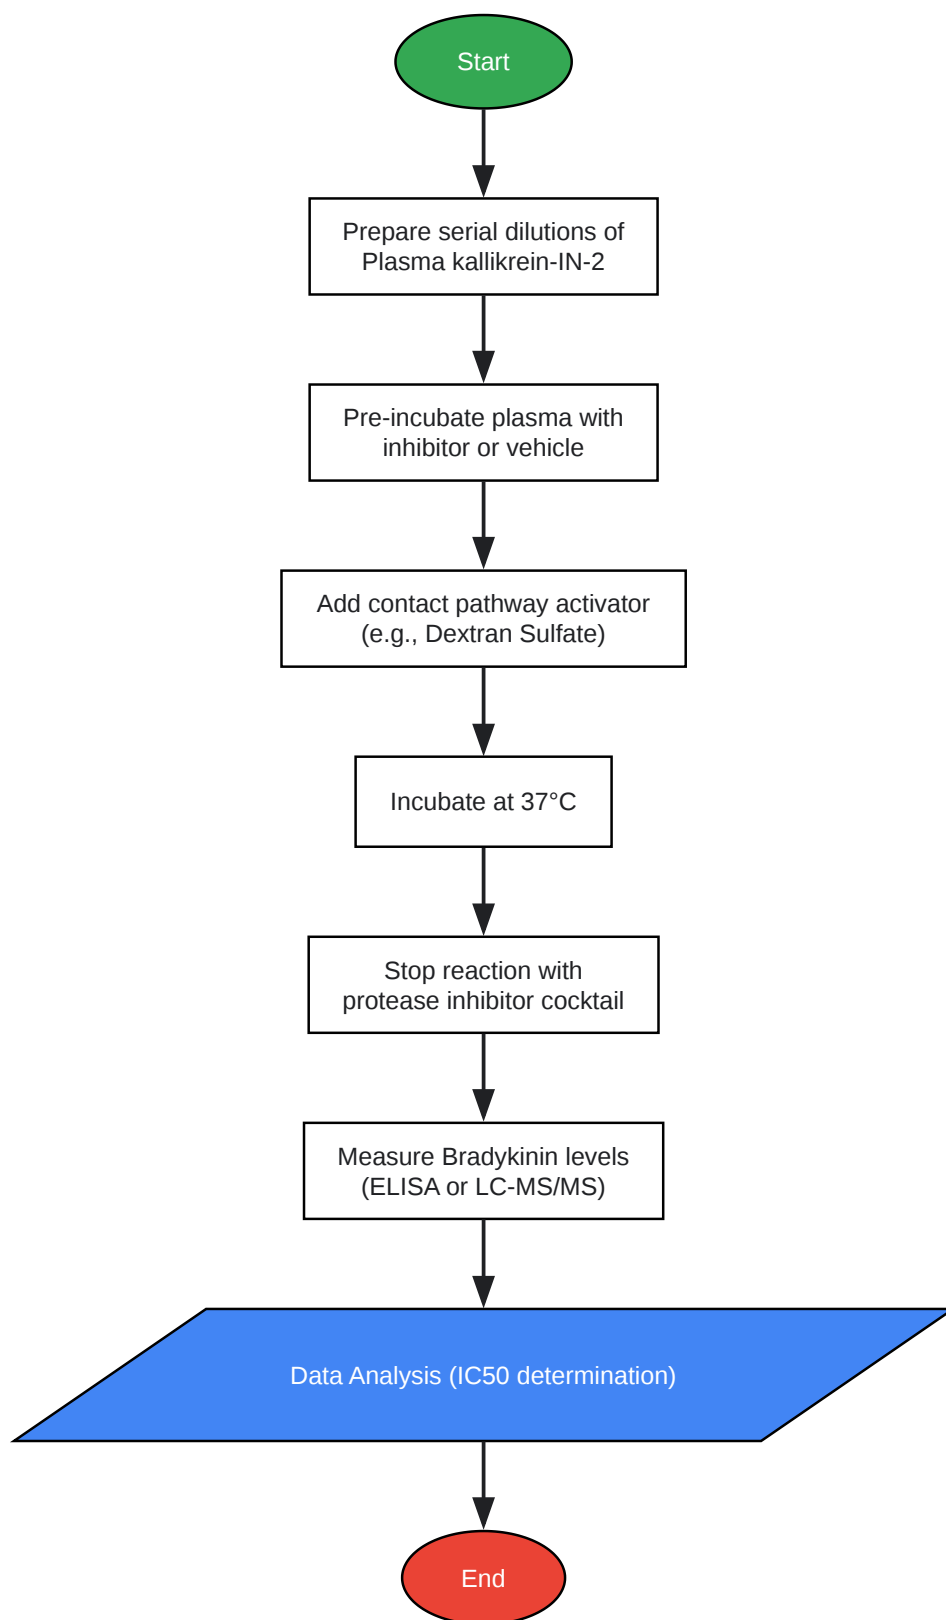 Start
Prepare serial dilutions of
Plasma kallikrein-IN-2
Pre-incubate plasma with
inhibitor or vehicle
Add contact pathway activator
(e.g., Dextran Sulfate)
Incubate at 37°C
Stop reaction with
protease inhibitor cocktail
Measure Bradykinin levels
(ELISA or LC-MS/MS)
Data Analysis (IC50 determination)
End